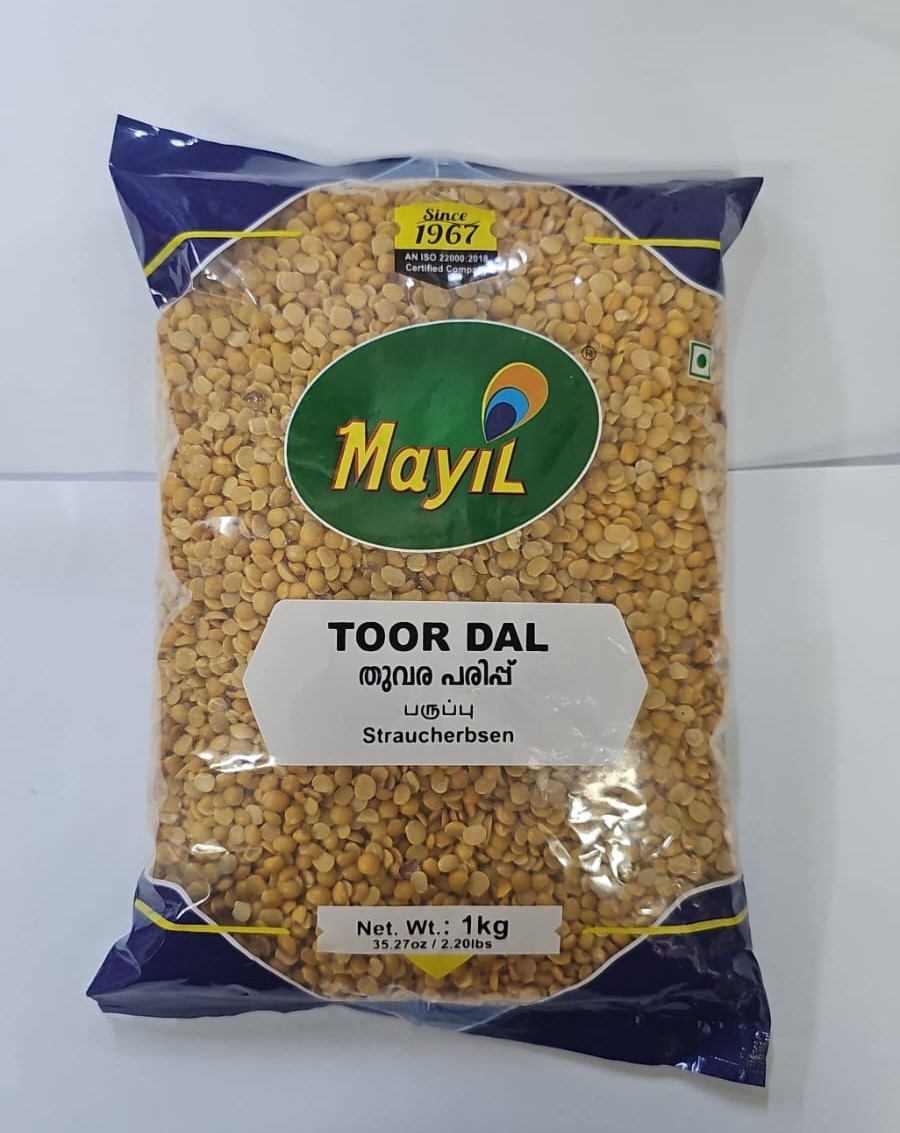 Since
1967
AN ISO 22000:2018
Certified Company
®
Mayil
TOOR DAL
തുവര പരിപ്പ്
பருப்பு
Straucherbsen
Net. Wt.: 1kg
35.27oz / 2.20lbs